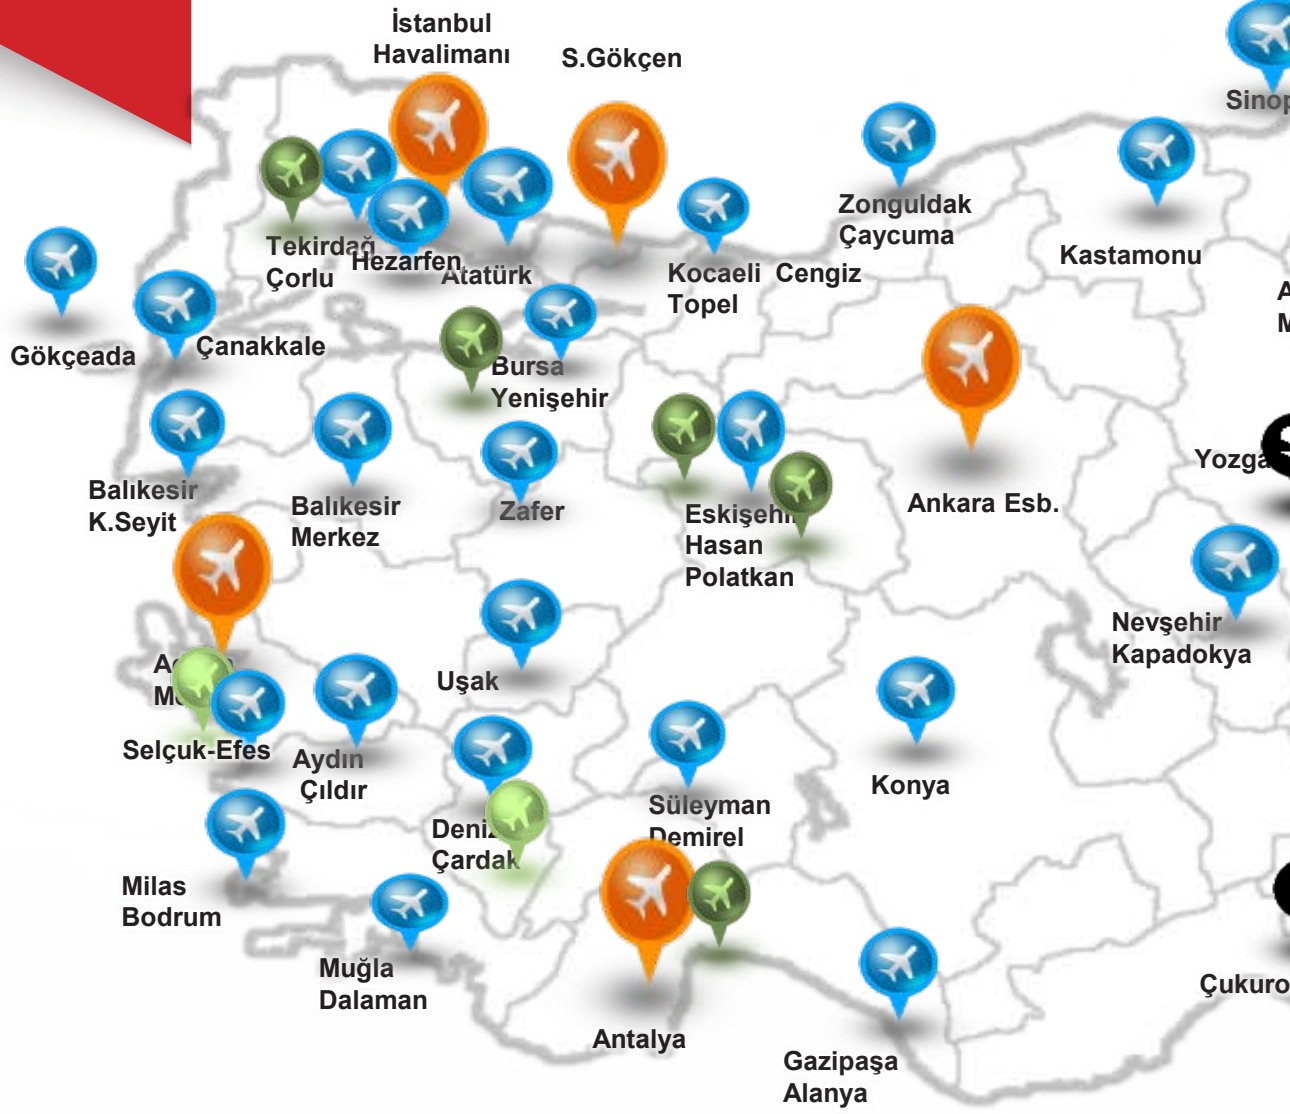 İstanbul
Havalimanı
S.Gökçen
Zonguldak
Çaycuma
Kastamonu
Tekirdağ
Çorlu
Hezarfen
Atatürk
Kocaeli Cengiz
Topel
Gökçeada
Çanakkale
Bursa
Yenişehir
Balıkesir
K.Seyit
Balıkesir
Merkez
Zafer
Eskişehi
Hasan
Polatkan
Ankara Esb.
Nevşehir
Kapadokya
Uşak
Selçuk-Efes
Aydın
Çıldır
Konya
Süleyman
Demirel
Çardak
Milas
Bodrum
Muğla
Dalaman
Antalya
Gazipaşa
Alanya